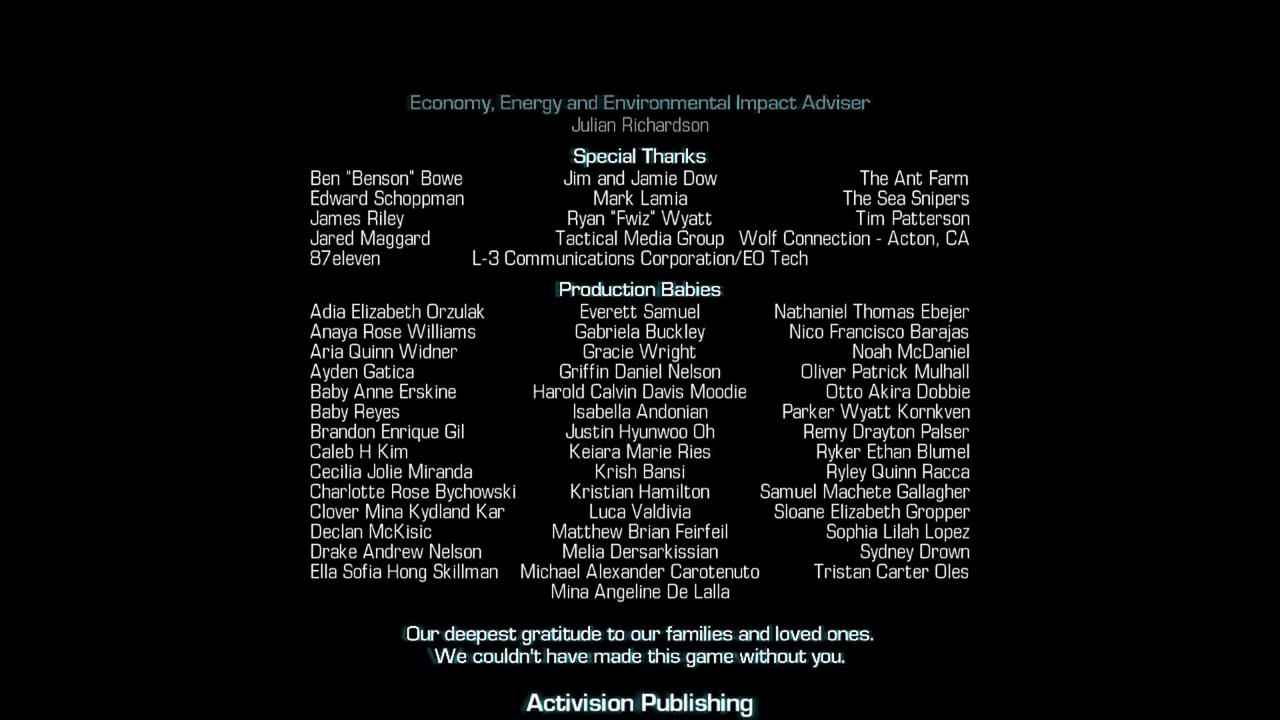 Economy, Energy and Environmental Impact Adviser
Julian Richardson
Special Thanks
Ben "Benson" Bowe Jim and Jamie Dow The Ant Farm
Edward Schoppman Mark Lamia The Sea Snipers
James Riley Ryan "Fwiz" Wyatt Tim Patterson
Jared Maggard Tactical Media Group Wolf Connection - Acton, CA
87eleven L-3 Communications Corporation/EO Tech
Production Babies
Adia Elizabeth Orzulak Everett Samuel Nathaniel Thomas Ebejer
Anaya Rose Williams Gabriela Buckley Nico Francisco Barajas
Aria Quinn Widner Gracie Wright Noah McDaniel
Ayden Gatica Griffin Daniel Nelson Oliver Patrick Mulhall
Baby Anne Erskine Harold Calvin Davis Moodie Otto Akira Dobbie
Baby Reyes Isabella Andonian Parker Wyatt Kornkven
Brandon Enrique Gil Justin Hyunwoo Oh Remy Drayton Palser
Caleb H Kim Keiara Marie Ries Ryker Ethan Blumel
Cecilia Jolie Miranda Krish Bansi Ryley Quinn Racca
Charlotte Rose Bychowski Kristian Hamilton Samuel Machete Gallagher
Clover Mina Kydland Kar Luca Valdivia Sloane Elizabeth Gropper
Declan McKisic Matthew Brian Feirfeil Sophia Lilah Lopez
Drake Andrew Nelson Melia Dersarkissian Sydney Drown
Ella Sofia Hong Skillman Michael Alexander Carotenuto Tristan Carter Oles
Mina Angeline De Lalla
Our deepest gratitude to our families and loved ones.
We couldn't have made this game without you.
Activision Publishing